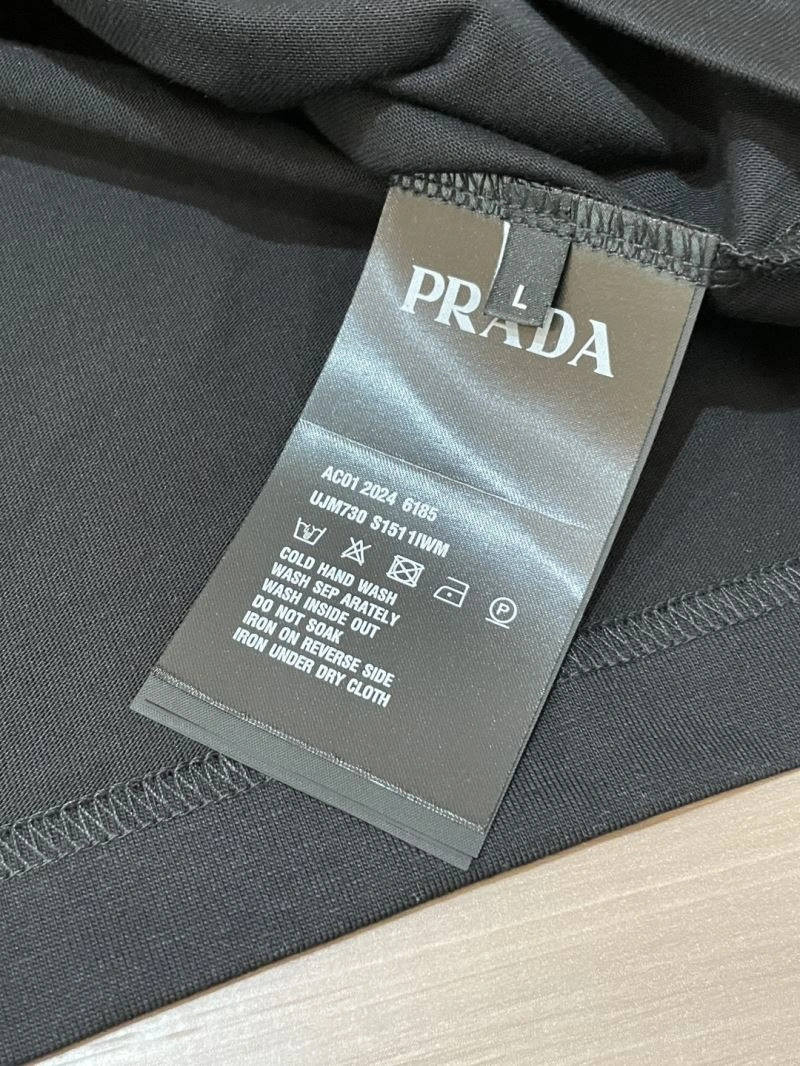 L
PRADA
AC01 2024 6185
UJM730 S1511IWM
P
COLD HAND WASH
WASH SEP ARATELY
WASH INSIDE OUT
DO NOT SOAK
IRON ON REVERSE SIDE
IRON UNDER DRY CLOTH